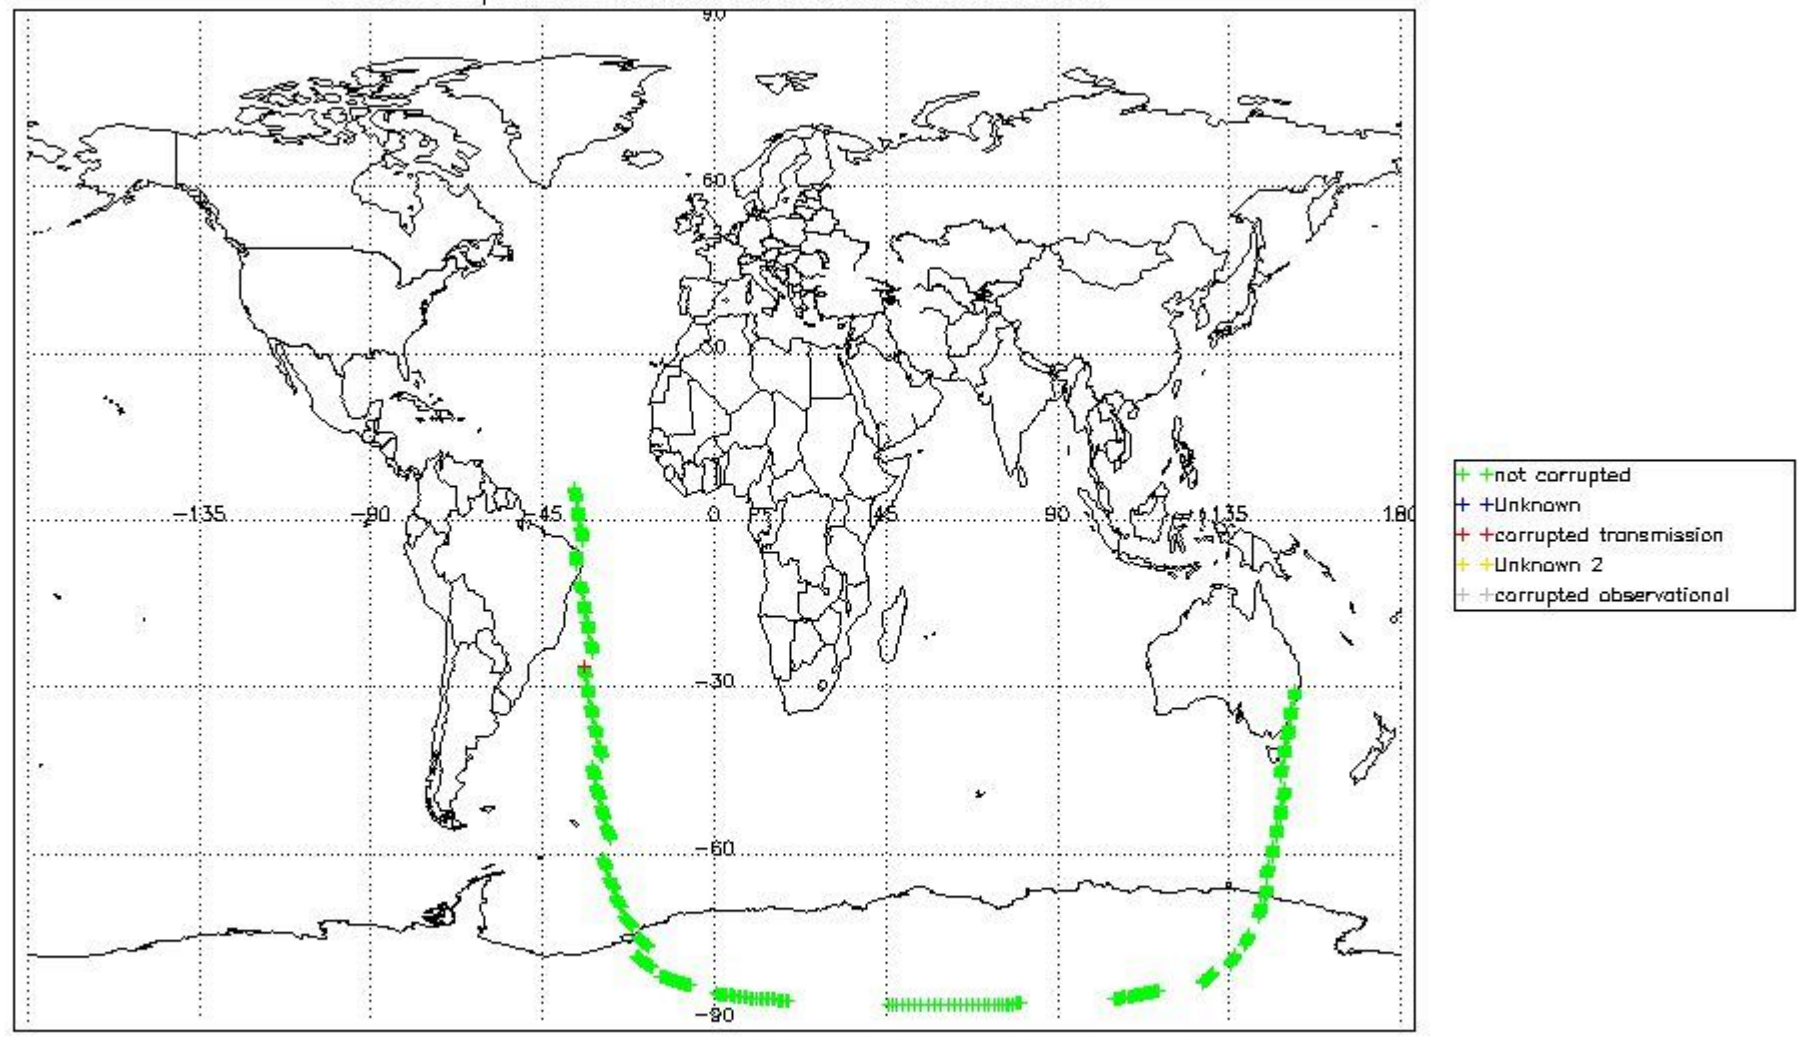 90
60
30
-135
-90
-45
0
45
90
135
180
-30
-60
-90
not corrupted
Unknown
corrupted transmission
Unknown 2
corrupted observational